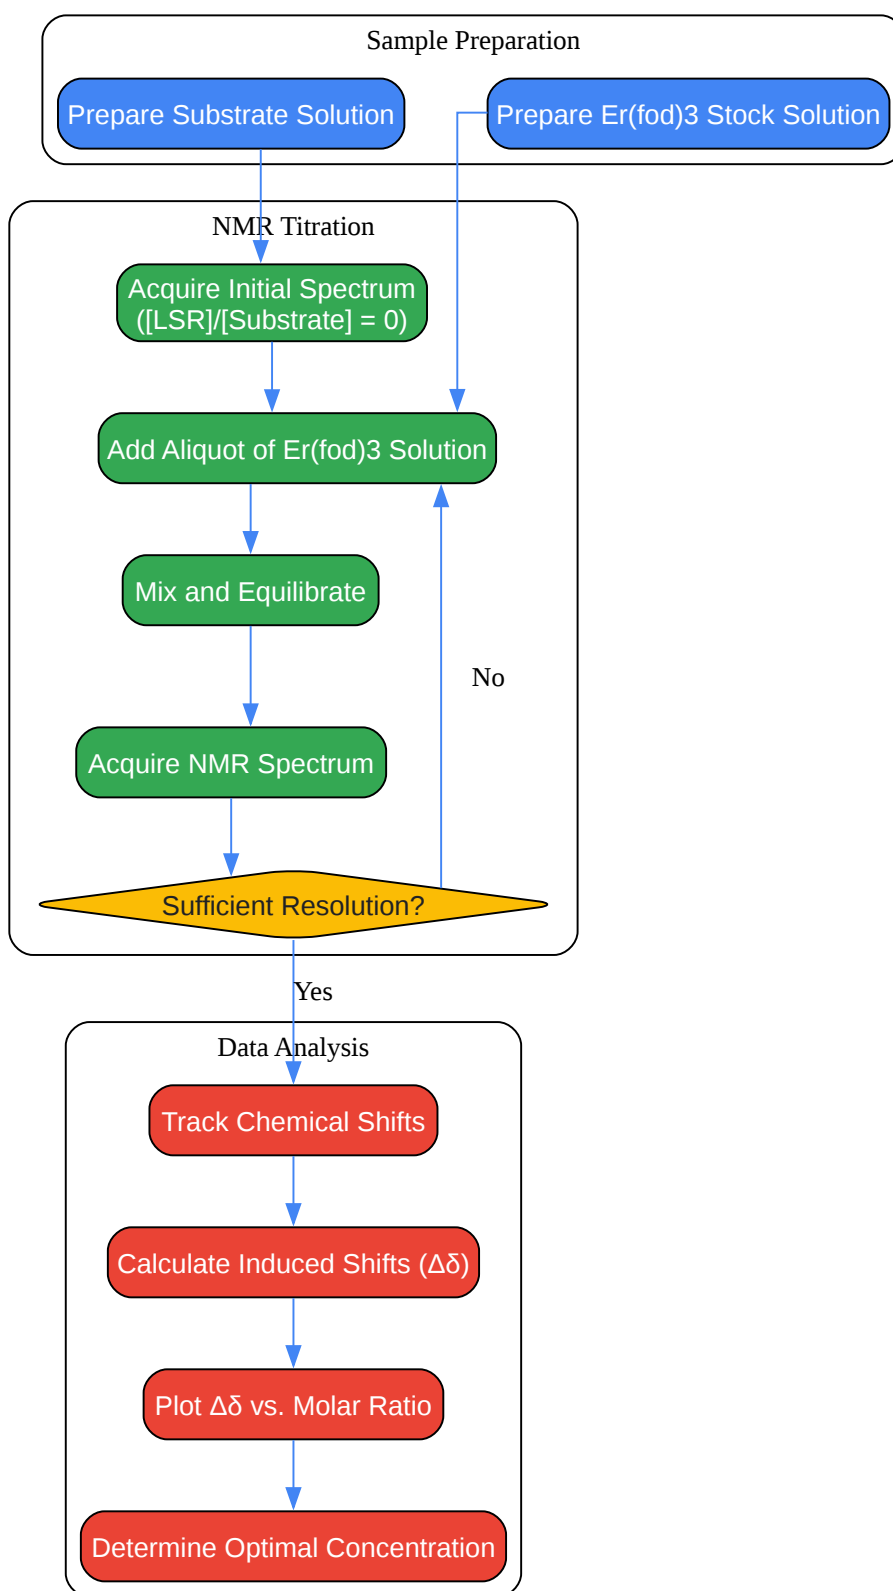 Sample Preparation
Prepare Substrate Solution
Prepare Er(fod)3 Stock Solution
NMR Titration
Acquire Initial Spectrum
([LSR]/[Substrate] = 0)
Add Aliquot of Er(fod)3 Solution
Mix and Equilibrate
No
Acquire NMR Spectrum
Sufficient Resolution?
Yes
Data Analysis
Track Chemical Shifts
Calculate Induced Shifts (Δδ)
Plot Δδ vs. Molar Ratio
Determine Optimal Concentration